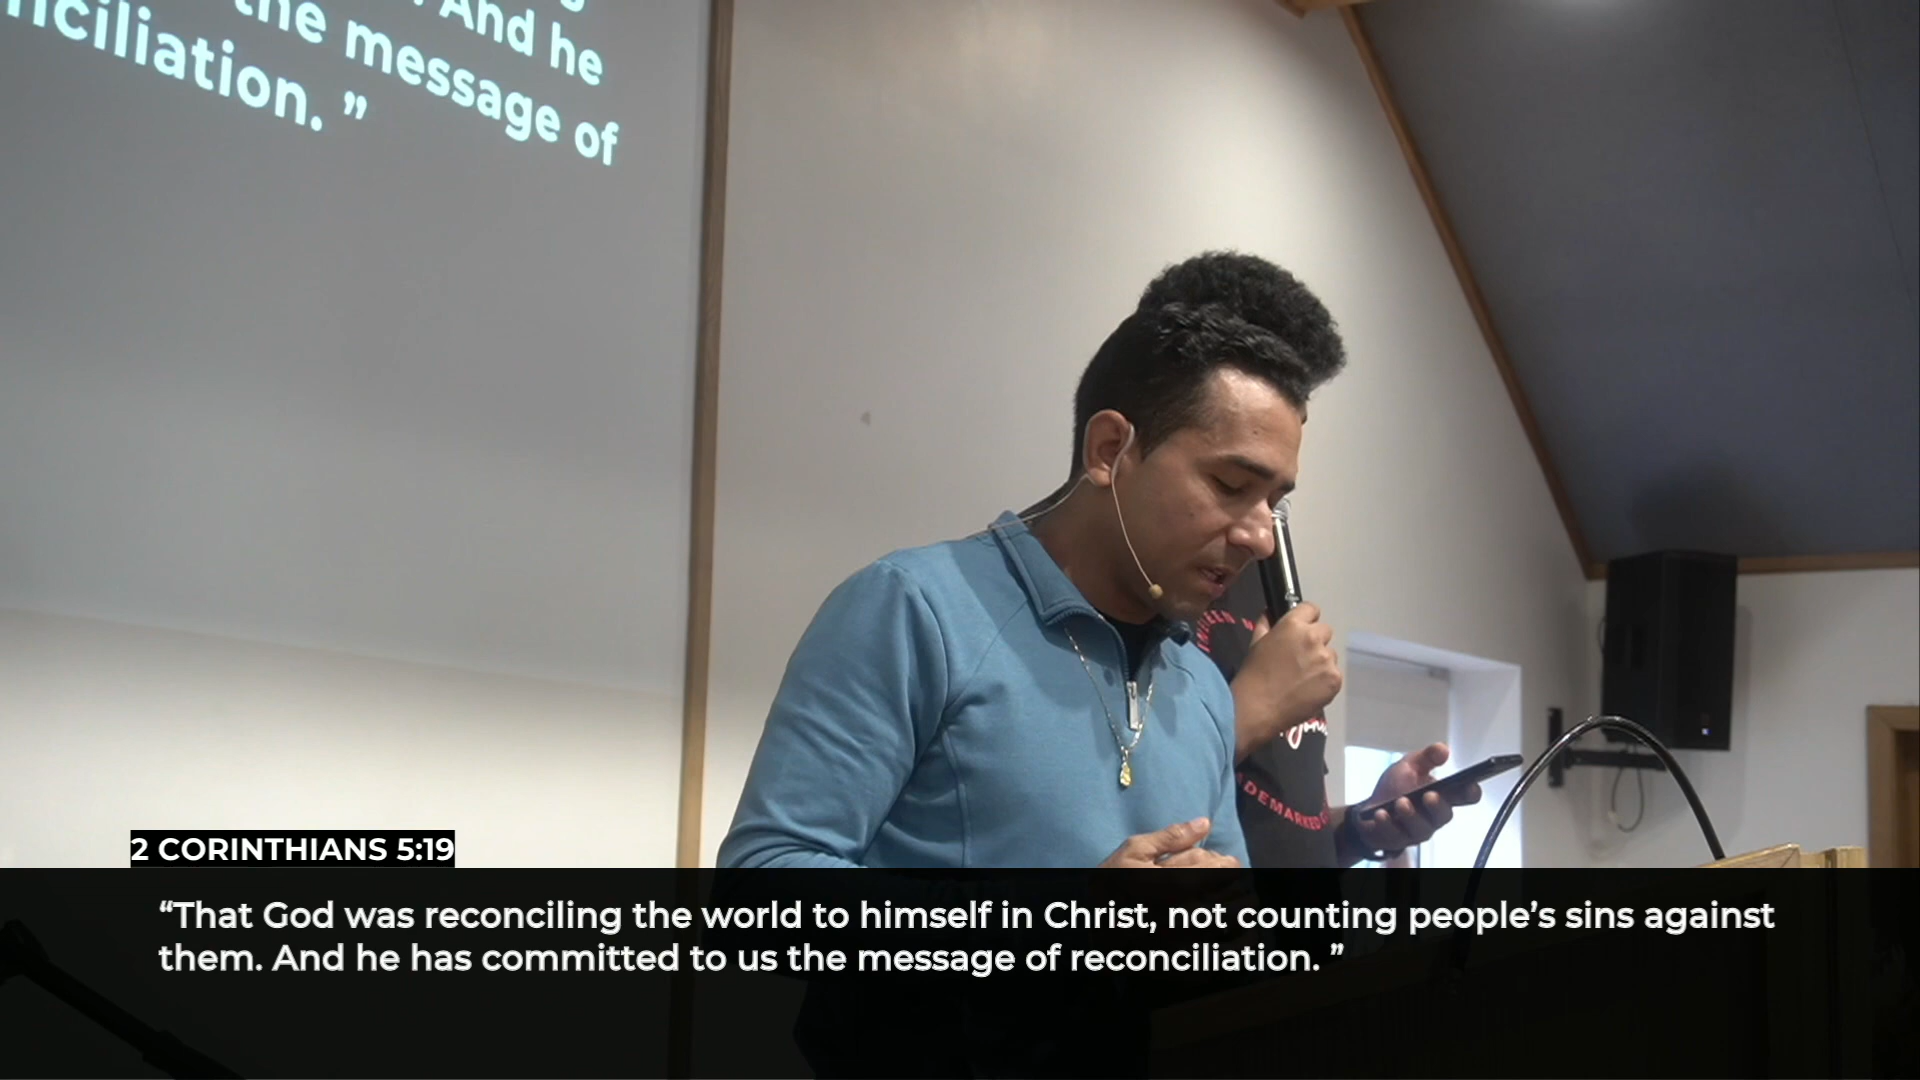 And he
the message of
nciliation. ”
2 CORINTHIANS 5:19
“That God was reconciling the world to himself in Christ, not counting people’s sins against
them. And he has committed to us the message of reconciliation. ”